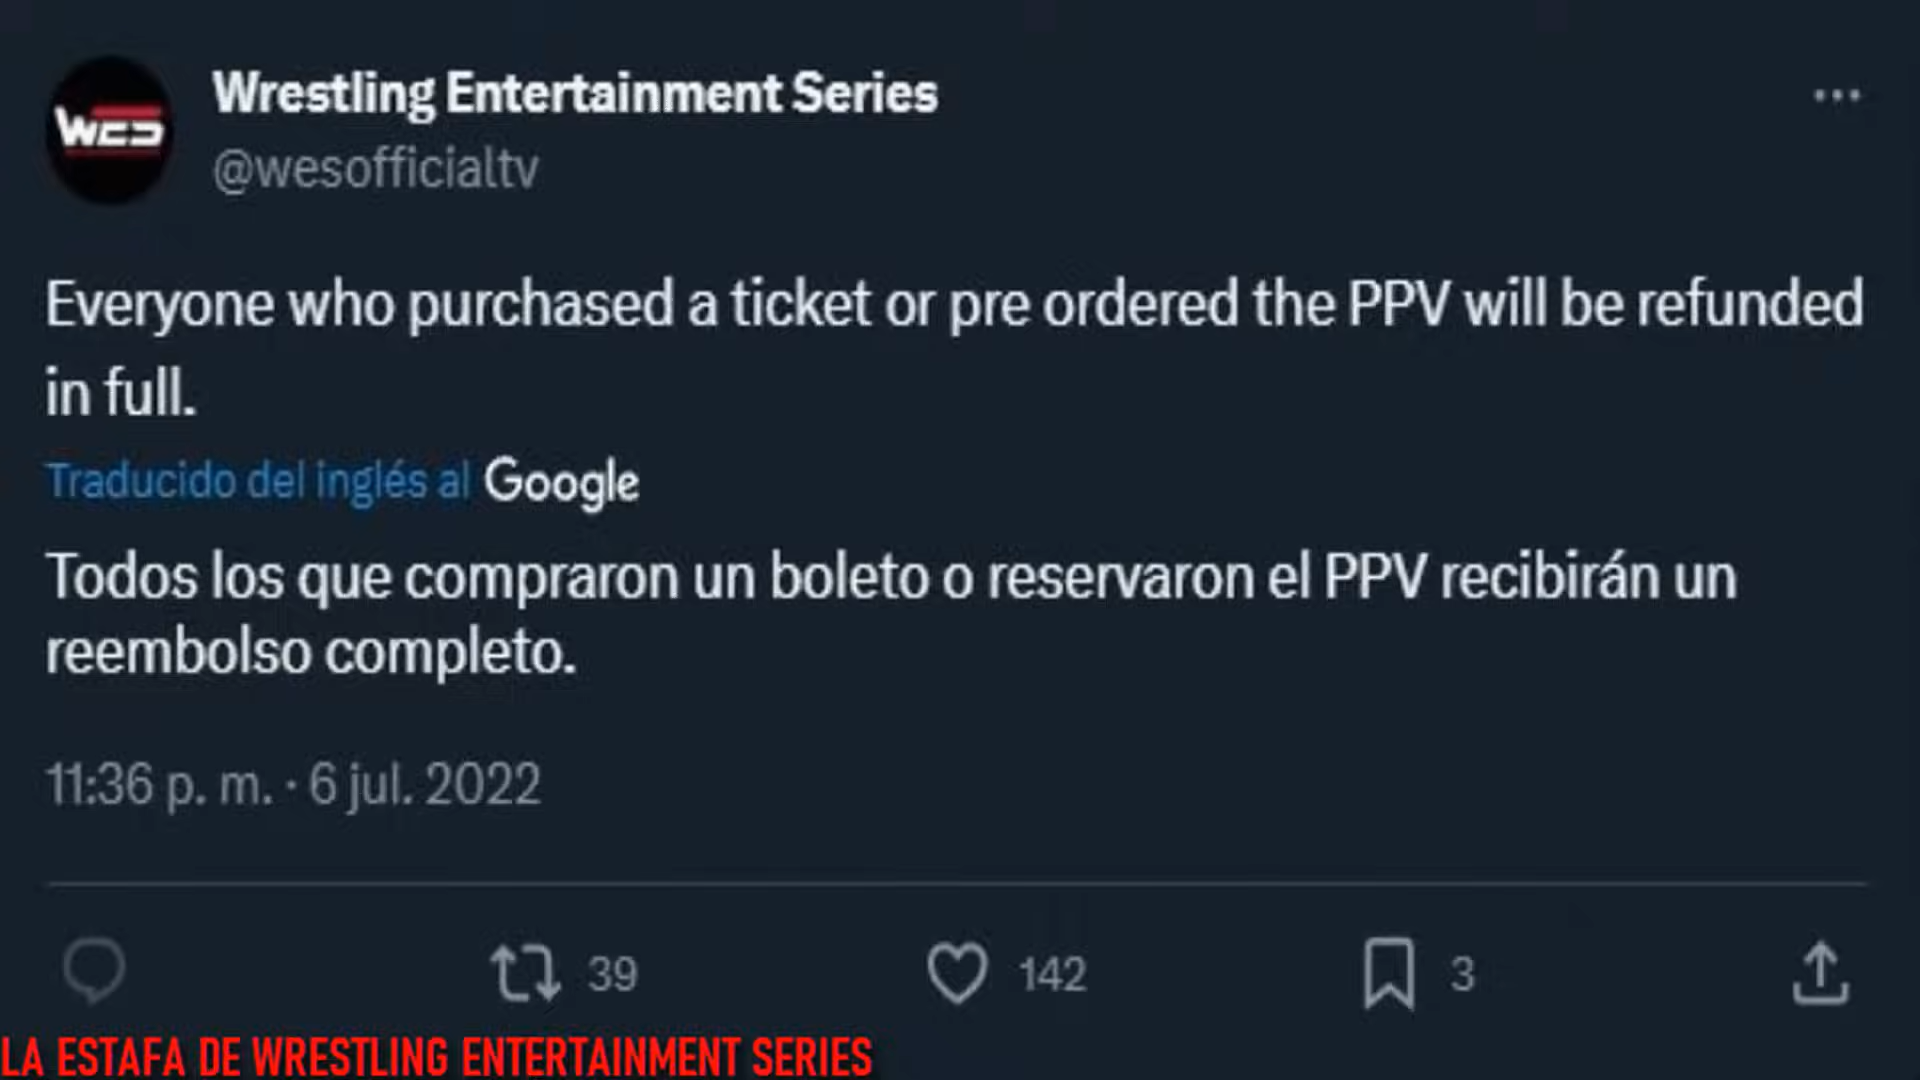 WES
Wrestling Entertainment Series
@wesofficialtv
Everyone who purchased a ticket or pre ordered the PPV will be refunded
in full.
Traducido del inglés al Google
Todos los que compraron un boleto o reservaron el PPV recibirán un
reembolso completo.
11:36 p. m. · 6 jul. 2022
39 142 3
LA ESTAFA DE WRESTLING ENTERTAINMENT SERIES